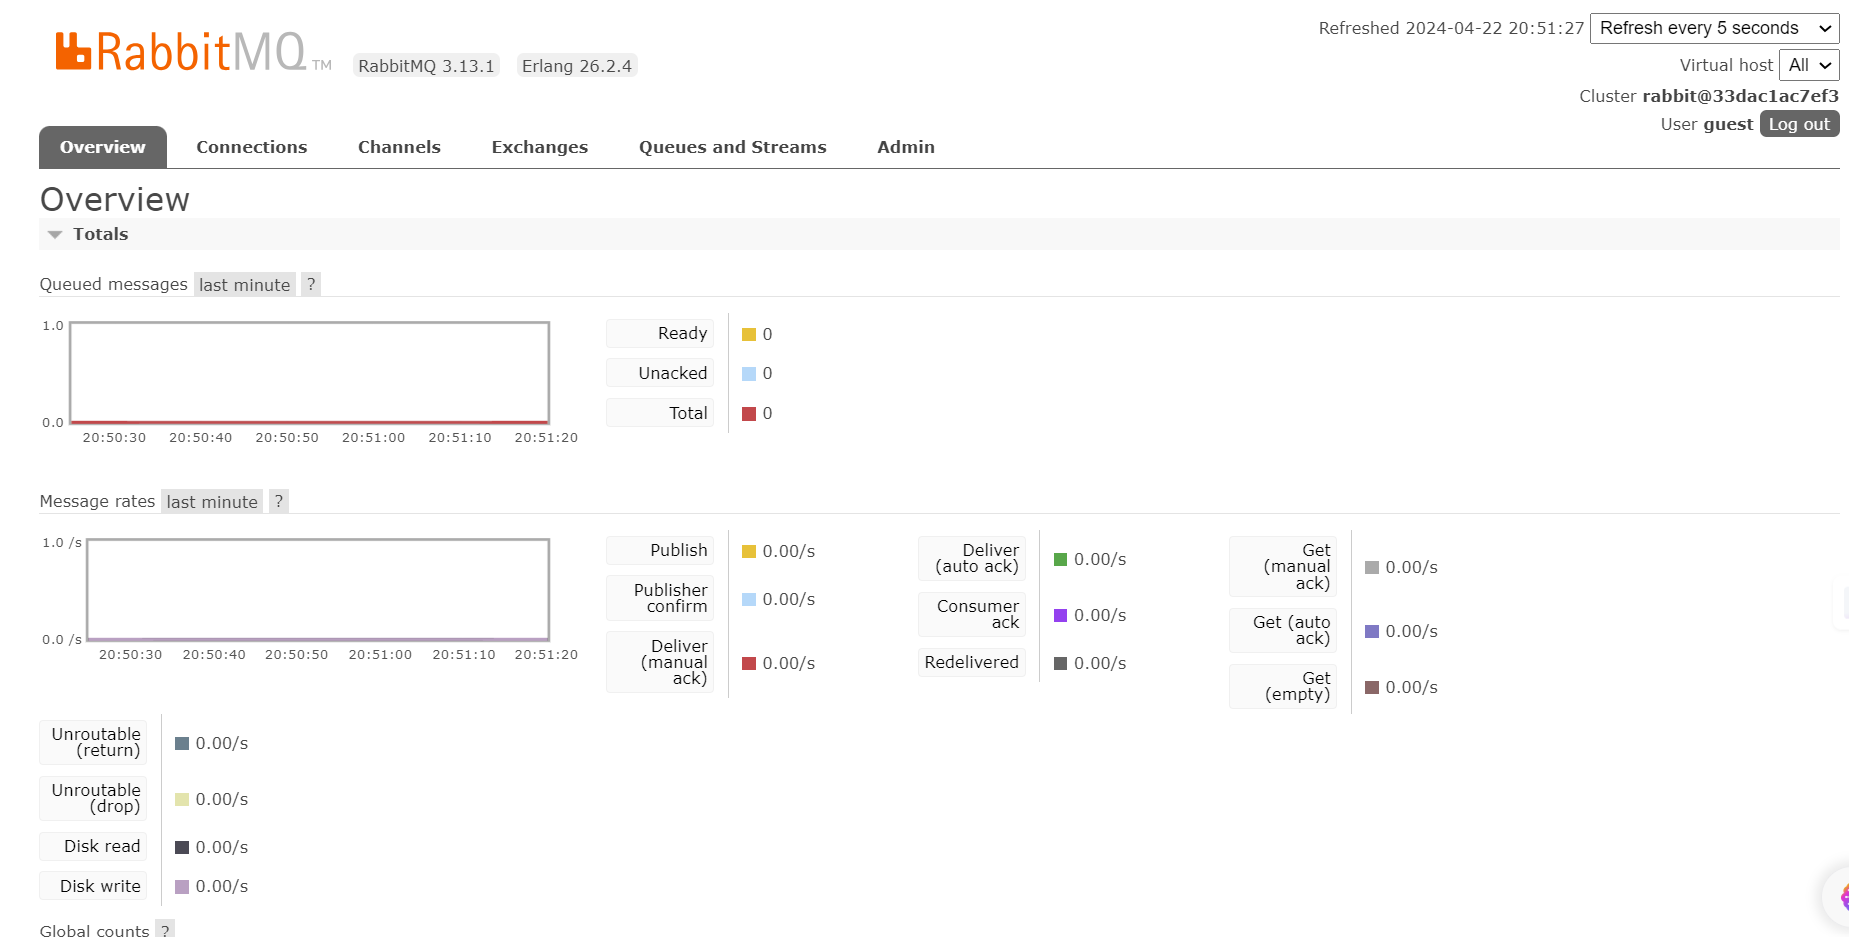 RabbitMQ TM RabbitMQ 3.13.1 Erlang 26.2.4
Refreshed 2024-04-22 20:51:27 Refresh every 5 seconds
Virtual host All
Cluster rabbit@33dac1ac7ef3
User guest Log out
Overview Connections Channels Exchanges Queues and Streams Admin
Overview
Totals
Queued messages last minute ?
1.0
0.0
20:50:30 20:50:40 20:50:50 20:51:00 20:51:10 20:51:20
Ready 0
Unacked 0
Total 0
Message rates last minute ?
1.0 /s
0.0 /s
20:50:30 20:50:40 20:50:50 20:51:00 20:51:10 20:51:20
Publish 0.00/s
Publisher
confirm 0.00/s
Deliver
(manual
ack) 0.00/s
Deliver
(auto ack) 0.00/s
Consumer
ack 0.00/s
Redelivered 0.00/s
Get
(manual
ack) 0.00/s
Get (auto
ack) 0.00/s
Get
(empty) 0.00/s
Unroutable
(return) 0.00/s
Unroutable
(drop) 0.00/s
Disk read 0.00/s
Disk write 0.00/s
Global counts ?